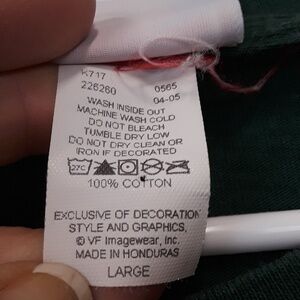 K717
226260 0565
04-05
WASH INSIDE OUT
MACHINE WASH COLD
DO NOT BLEACH
TUMBLE DRY LOW
DO NOT DRY CLEAN OR
IRON IF DECORATED
27C
100% COTTON
EXCLUSIVE OF DECORATION
STYLE AND GRAPHICS,
© VF Imagewear, Inc.
MADE IN HONDURAS
LARGE